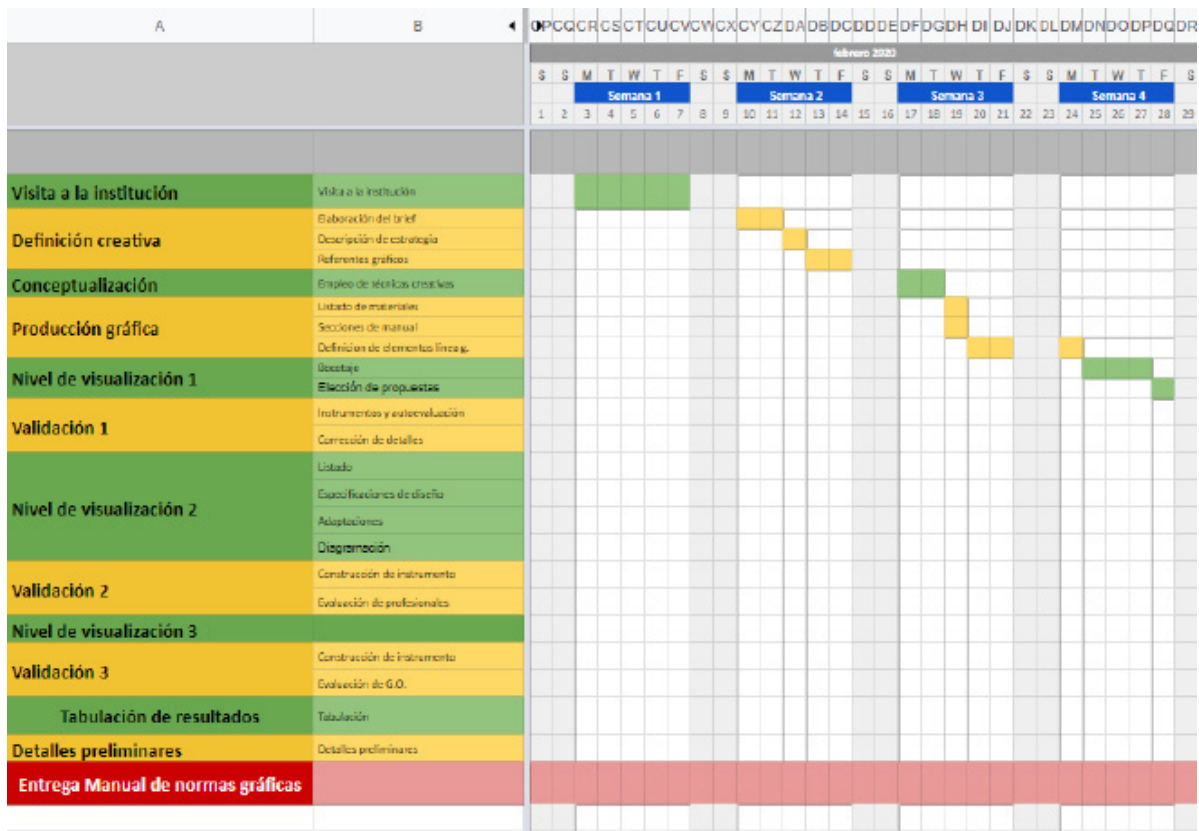 A B CP CQ CR CS CT CU CV CW CX CY CZ DA DB DC DD DE DF DG DH DI DJ DK DL DM DN DO DP DQ DR
febrero 2020
S S M T W T F S S M T W T F S S M T W T F S S M T W T F S
Semana 1 Semana 2 Semana 3 Semana 4
1 2 3 4 5 6 7 8 9 10 11 12 13 14 15 16 17 18 19 20 21 22 23 24 25 26 27 28 29
Visita a la institución
Visita a la institución
Definición creativa
Elaboración del brief
Descripción de estrategia
Referentes gráficos
Conceptualización
Empleo de técnicas creativas
Producción gráfica
Listado de materiales
Secciones de manual
Definicion de elementos linea g.
Nivel de visualización 1
Bocetaje
Elección de propuestas
Validación 1
Instrumentos y autoevaluación
Corrección de detalles
Nivel de visualización 2
Listado
Especificaciones de diseño
Adaptaciones
Diagramación
Validación 2
Construcción de instrumento
Evaluación de profesionales
Nivel de visualización 3
Validación 3
Construcción de instrumento
Evaluación de G.O.
Tabulación de resultados
Tabulación
Detalles preliminares
Detalles preliminares
Entrega Manual de normas gráficas